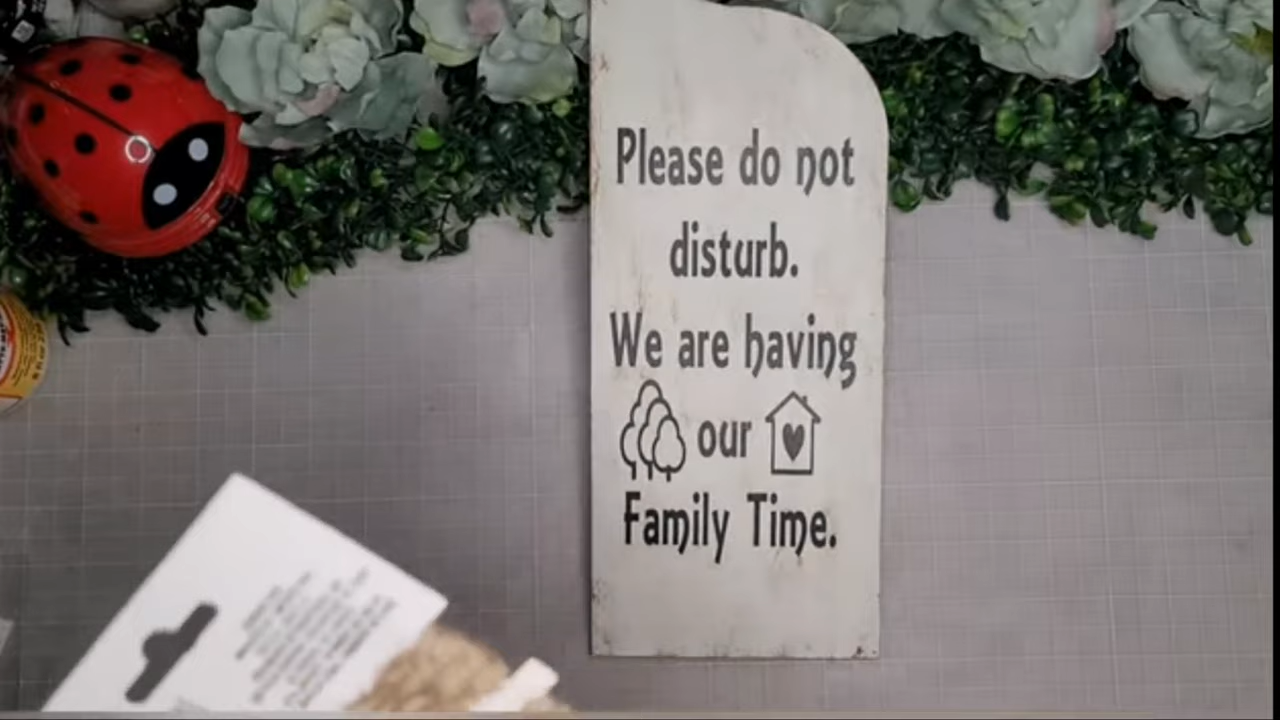 Please do not
disturb.
We are having
our
Family Time.